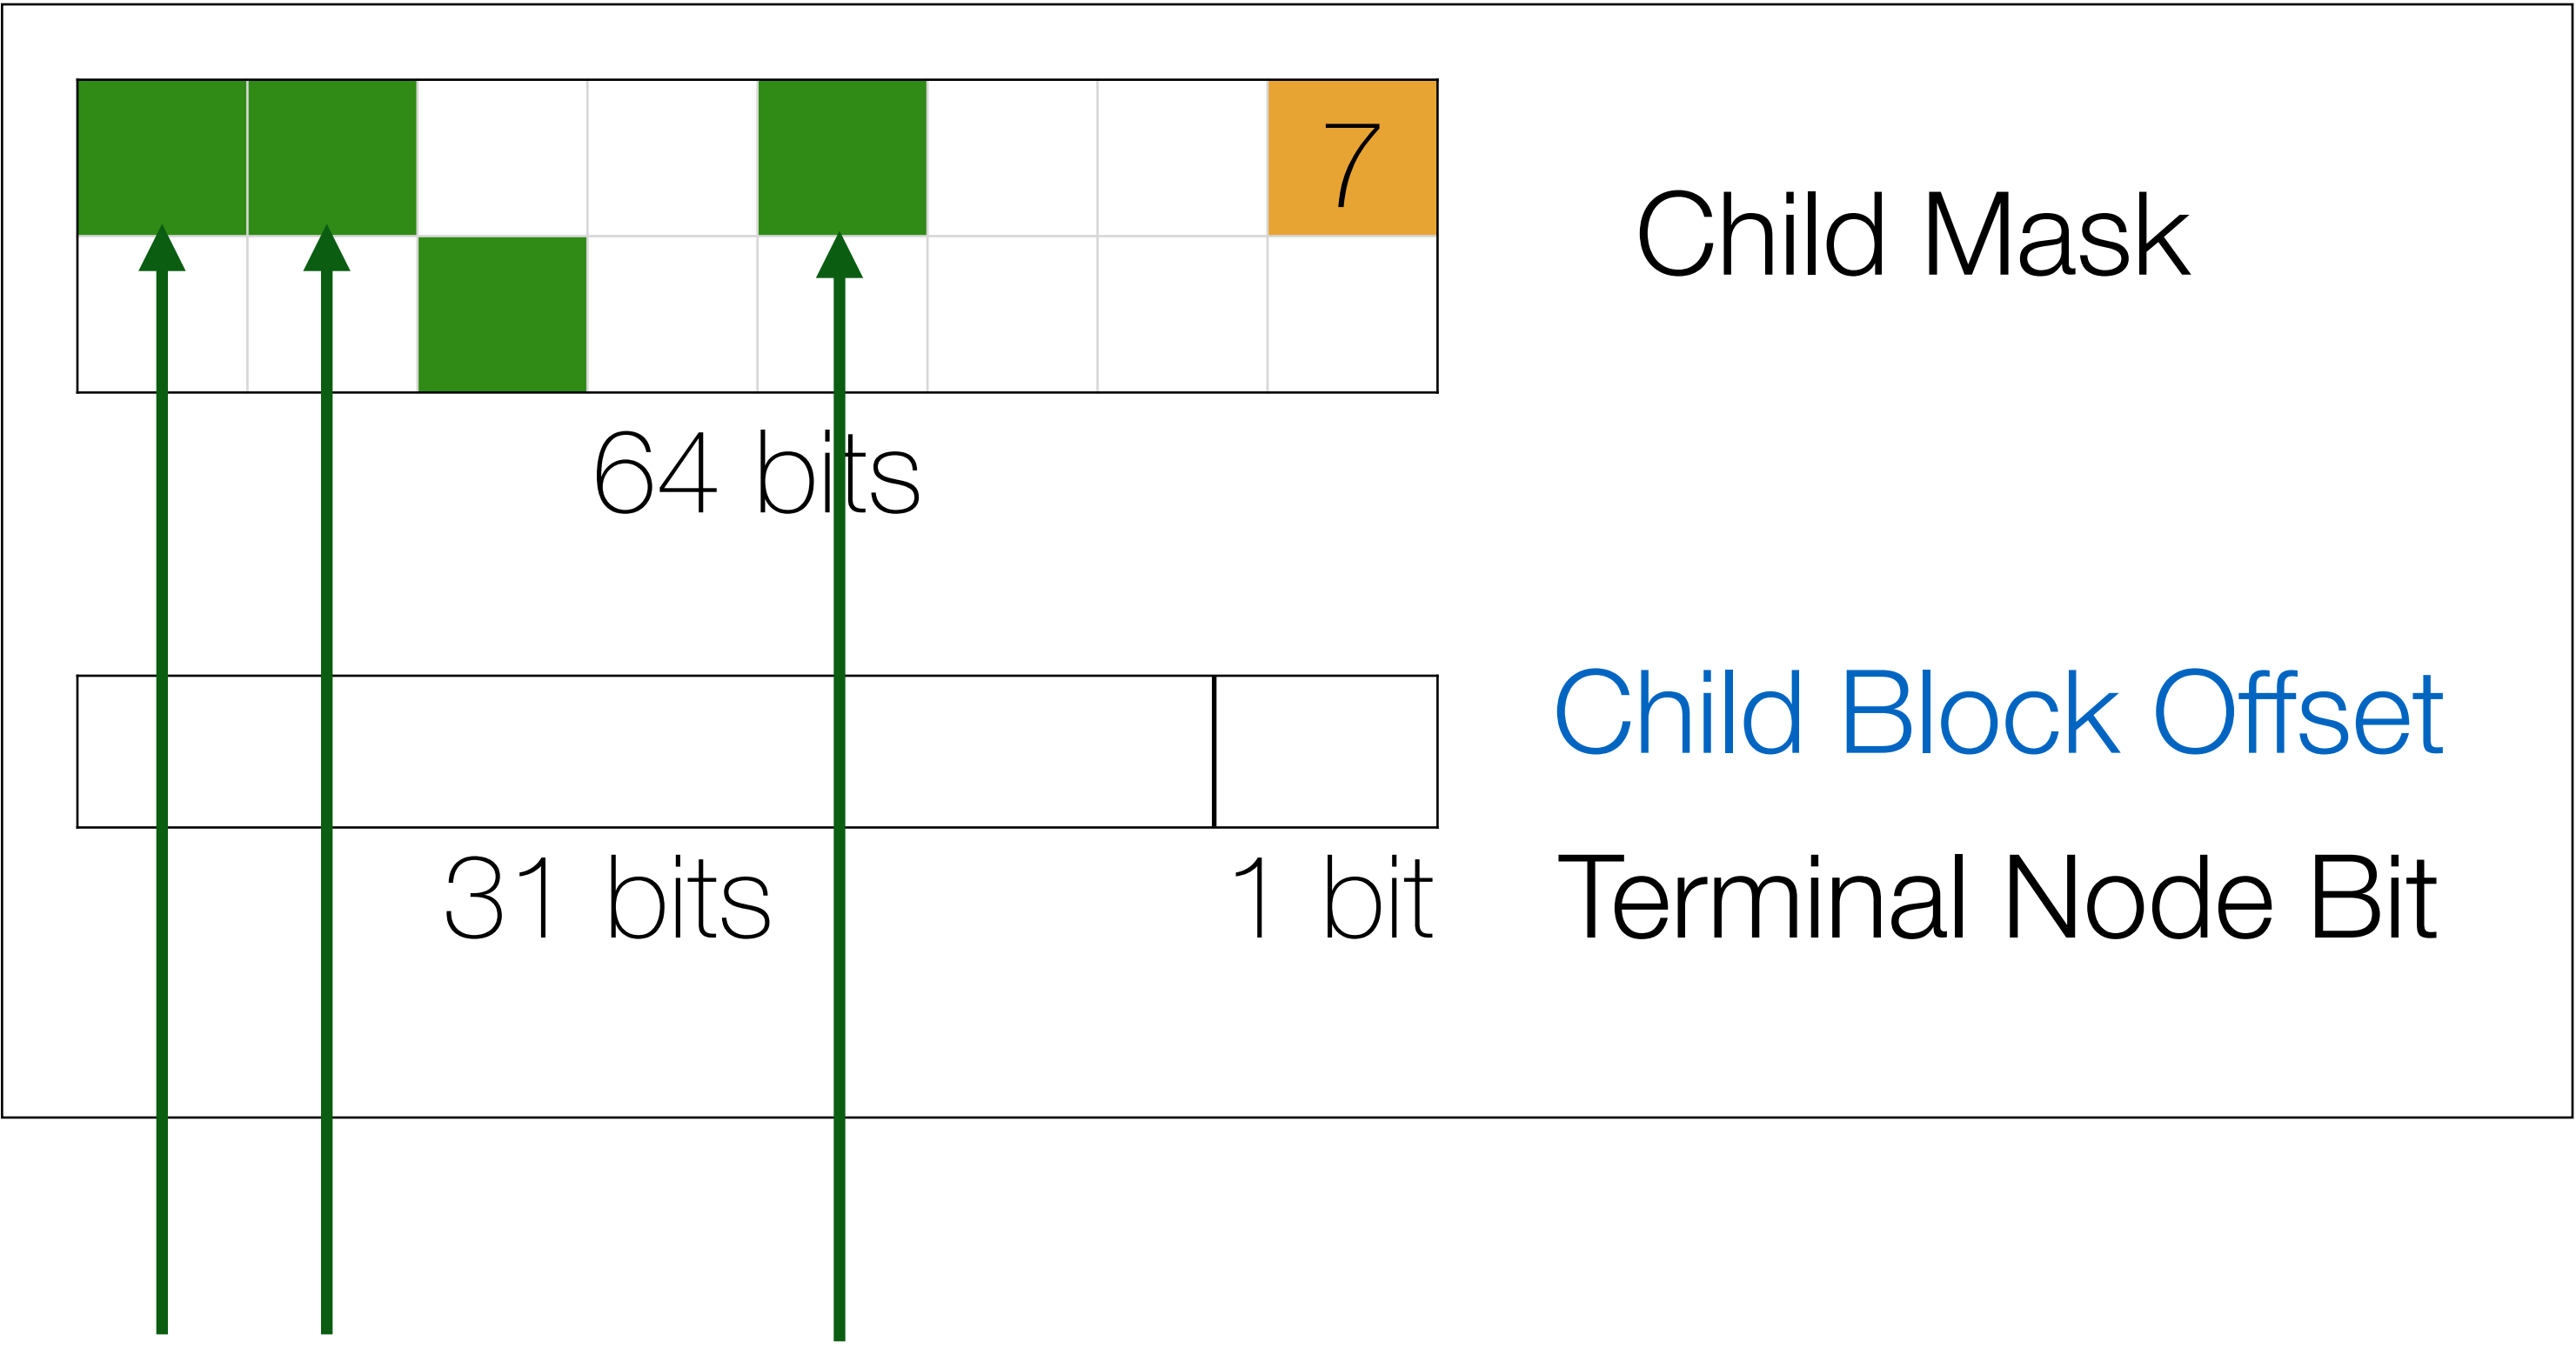 7
Child Mask
64 bits
Child Block Offset
31 bits
1 bit
Terminal Node Bit